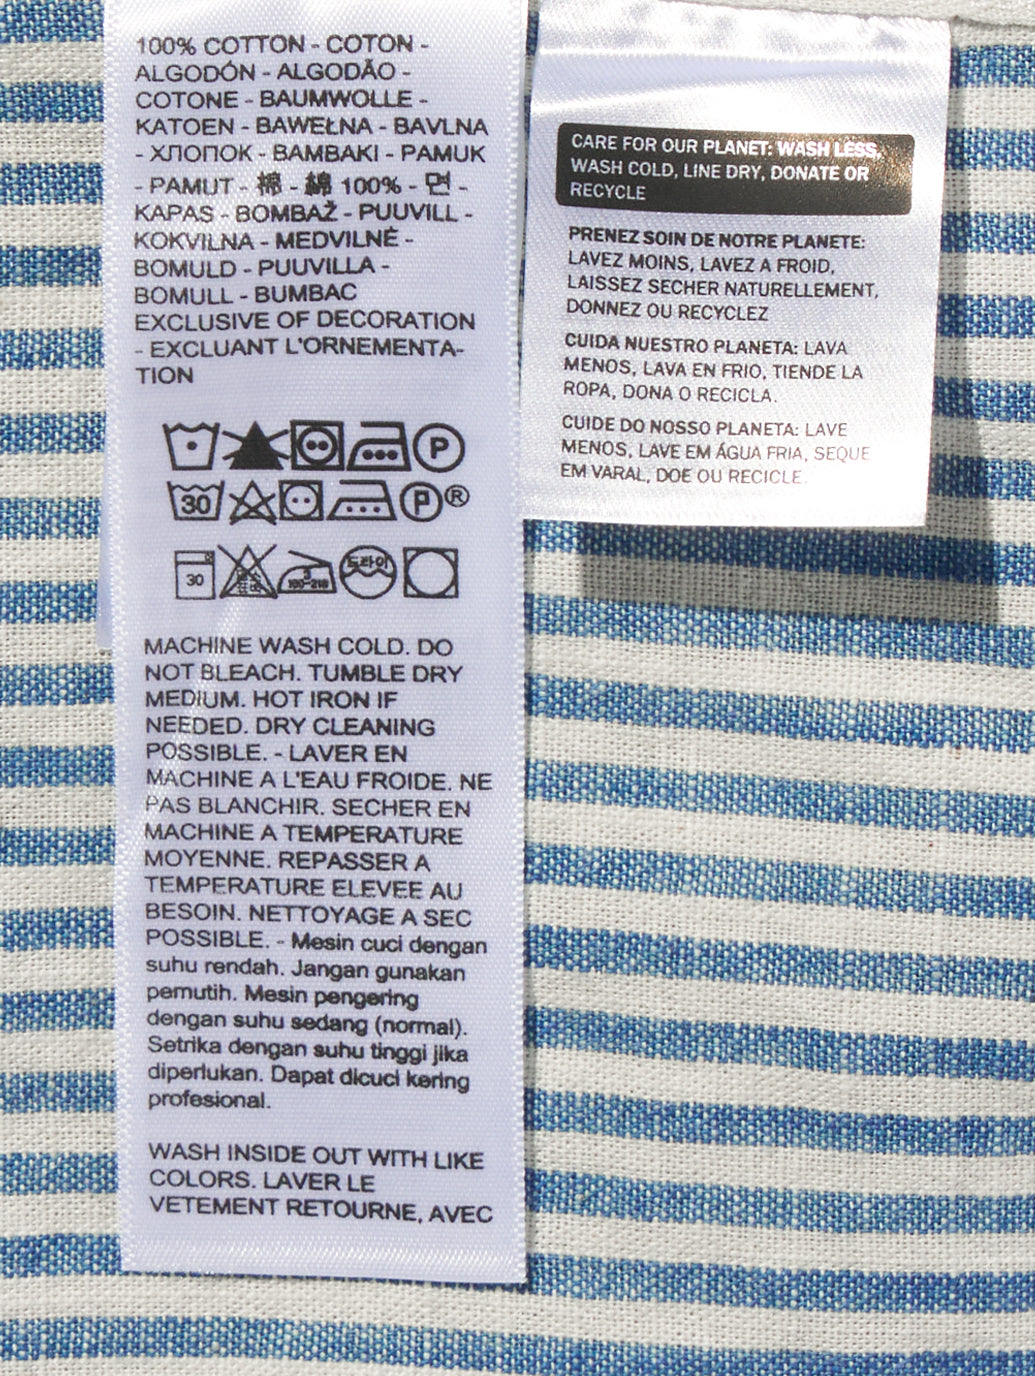 100% COTTON - COTON -
ALGODÓN - ALGODÃO -
COTONE - BAUMWOLLE -
KATOEN - BAWEŁNA - BAVLNA
- ХЛОПОК - BAMBAKI - PAMUK
- PAMUT - 棉 - 綿 100% - 면 -
KAPAS - BOMBAŽ - PUUVILL -
KOKVILNA - MEDVILNĖ -
BOMULD - PUUVILLA -
BOMULL - BUMBAC
EXCLUSIVE OF DECORATION
- EXCLUANT L'ORNEMENTA-
TION
P
30 P ®
30 180-210 드라이
MACHINE WASH COLD. DO
NOT BLEACH. TUMBLE DRY
MEDIUM. HOT IRON IF
NEEDED. DRY CLEANING
POSSIBLE. - LAVER EN
MACHINE A L'EAU FROIDE. NE
PAS BLANCHIR. SECHER EN
MACHINE A TEMPERATURE
MOYENNE. REPASSER A
TEMPERATURE ELEVEE AU
BESOIN. NETTOYAGE A SEC
POSSIBLE. - Mesin cuci dengan
suhu rendah. Jangan gunakan
pemutih. Mesin pengering
dengan suhu sedang (normal).
Setrika dengan suhu tinggi jika
diperlukan. Dapat dicuci kering
profesional.
WASH INSIDE OUT WITH LIKE
COLORS. LAVER LE
VETEMENT RETOURNE, AVEC
CARE FOR OUR PLANET: WASH LESS,
WASH COLD, LINE DRY, DONATE OR
RECYCLE
PRENEZ SOIN DE NOTRE PLANETE:
LAVEZ MOINS, LAVEZ A FROID,
LAISSEZ SECHER NATURELLEMENT,
DONNEZ OU RECYCLEZ
CUIDA NUESTRO PLANETA: LAVA
MENOS, LAVA EN FRIO, TIENDE LA
ROPA, DONA O RECICLA.
CUIDE DO NOSSO PLANETA: LAVE
MENOS, LAVE EM ÁGUA FRIA, SEQUE
EM VARAL, DOE OU RECICLE.